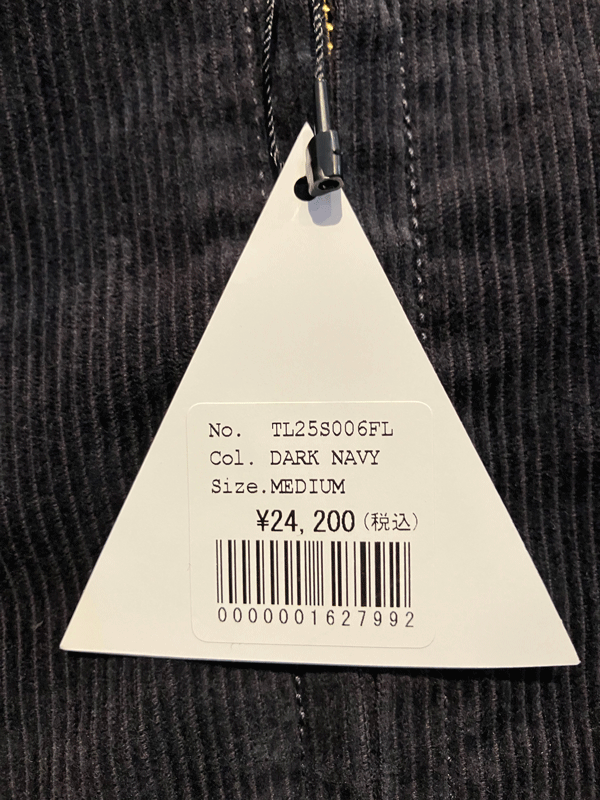 No. TL25S006FL
Col. DARK NAVY
Size.MEDIUM
¥24,200(税込)
0000001627992